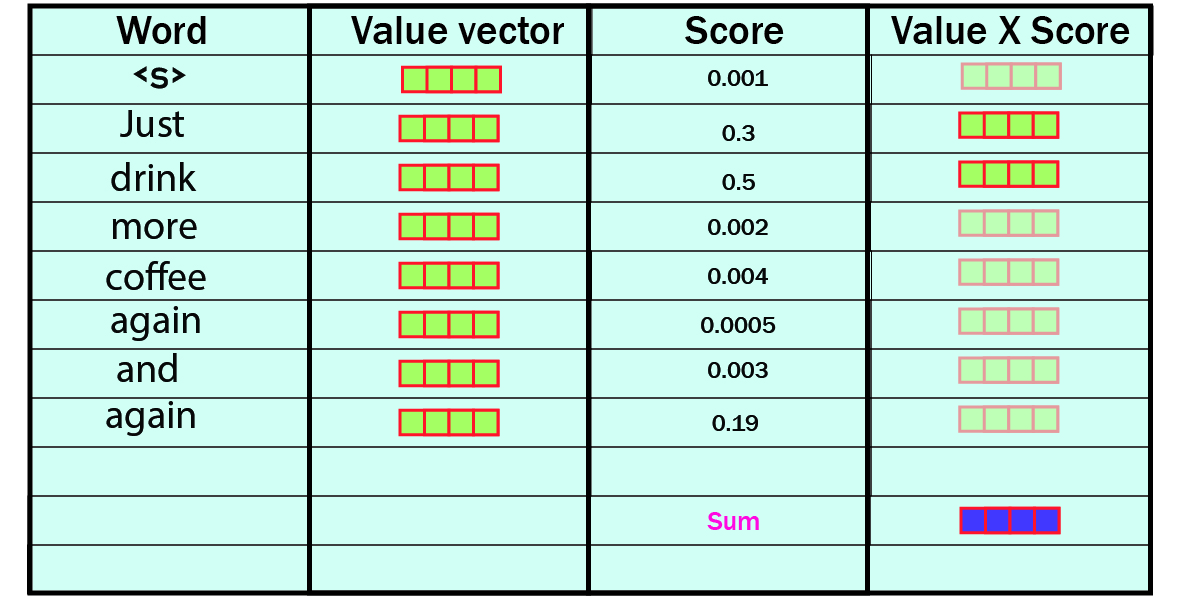 Word Value vector Score Value X Score
<s> 0.001
Just 0.3
drink 0.5
more 0.002
coffee 0.004
again 0.0005
and 0.003
again 0.19
Sum